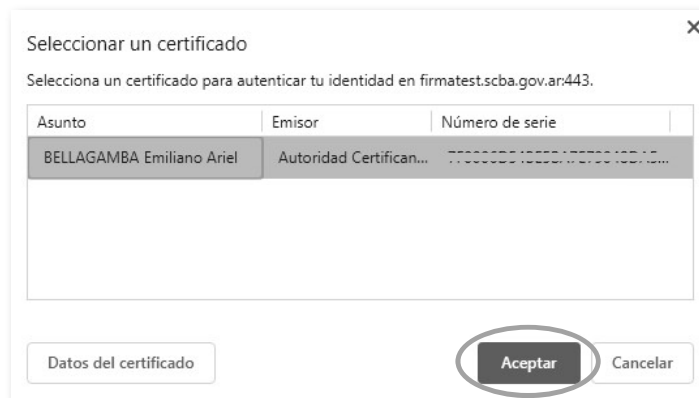 Seleccionar un certificado
Selecciona un certificado para autenticar tu identidad en firmatest.scba.gov.ar:443.
Asunto Emisor Número de serie
BELLAGAMBA Emiliano Ariel Autoridad Certifican...
Datos del certificado Aceptar Cancelar